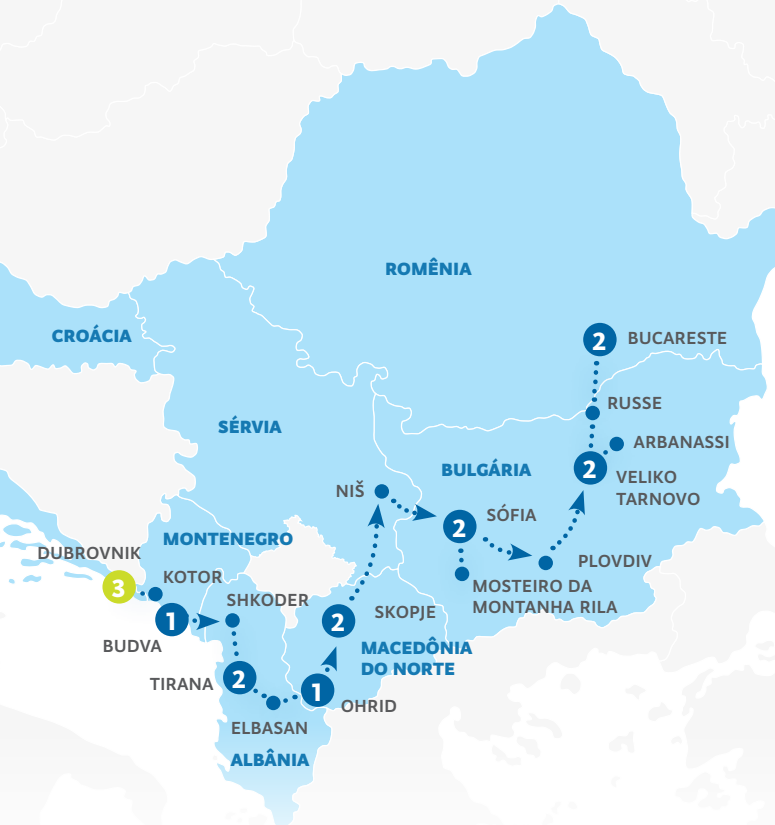 ROMÊNIA
CROÁCIA
2 BUCARESTE
RUSSE
SÉRVIA
ARBANASSI
BULGÁRIA
2 VELIKO
TARNOVO
NIŠ
2 SÓFIA
MONTENEGRO
DUBROVNIK
3
KOTOR
PLOVDIV
MOSTEIRO DA
MONTANHA RILA
SHKODER
1
BUDVA
2 SKOPJE
MACEDÔNIA
DO NORTE
TIRANA 2
1 OHRID
ELBASAN
ALBÂNIA